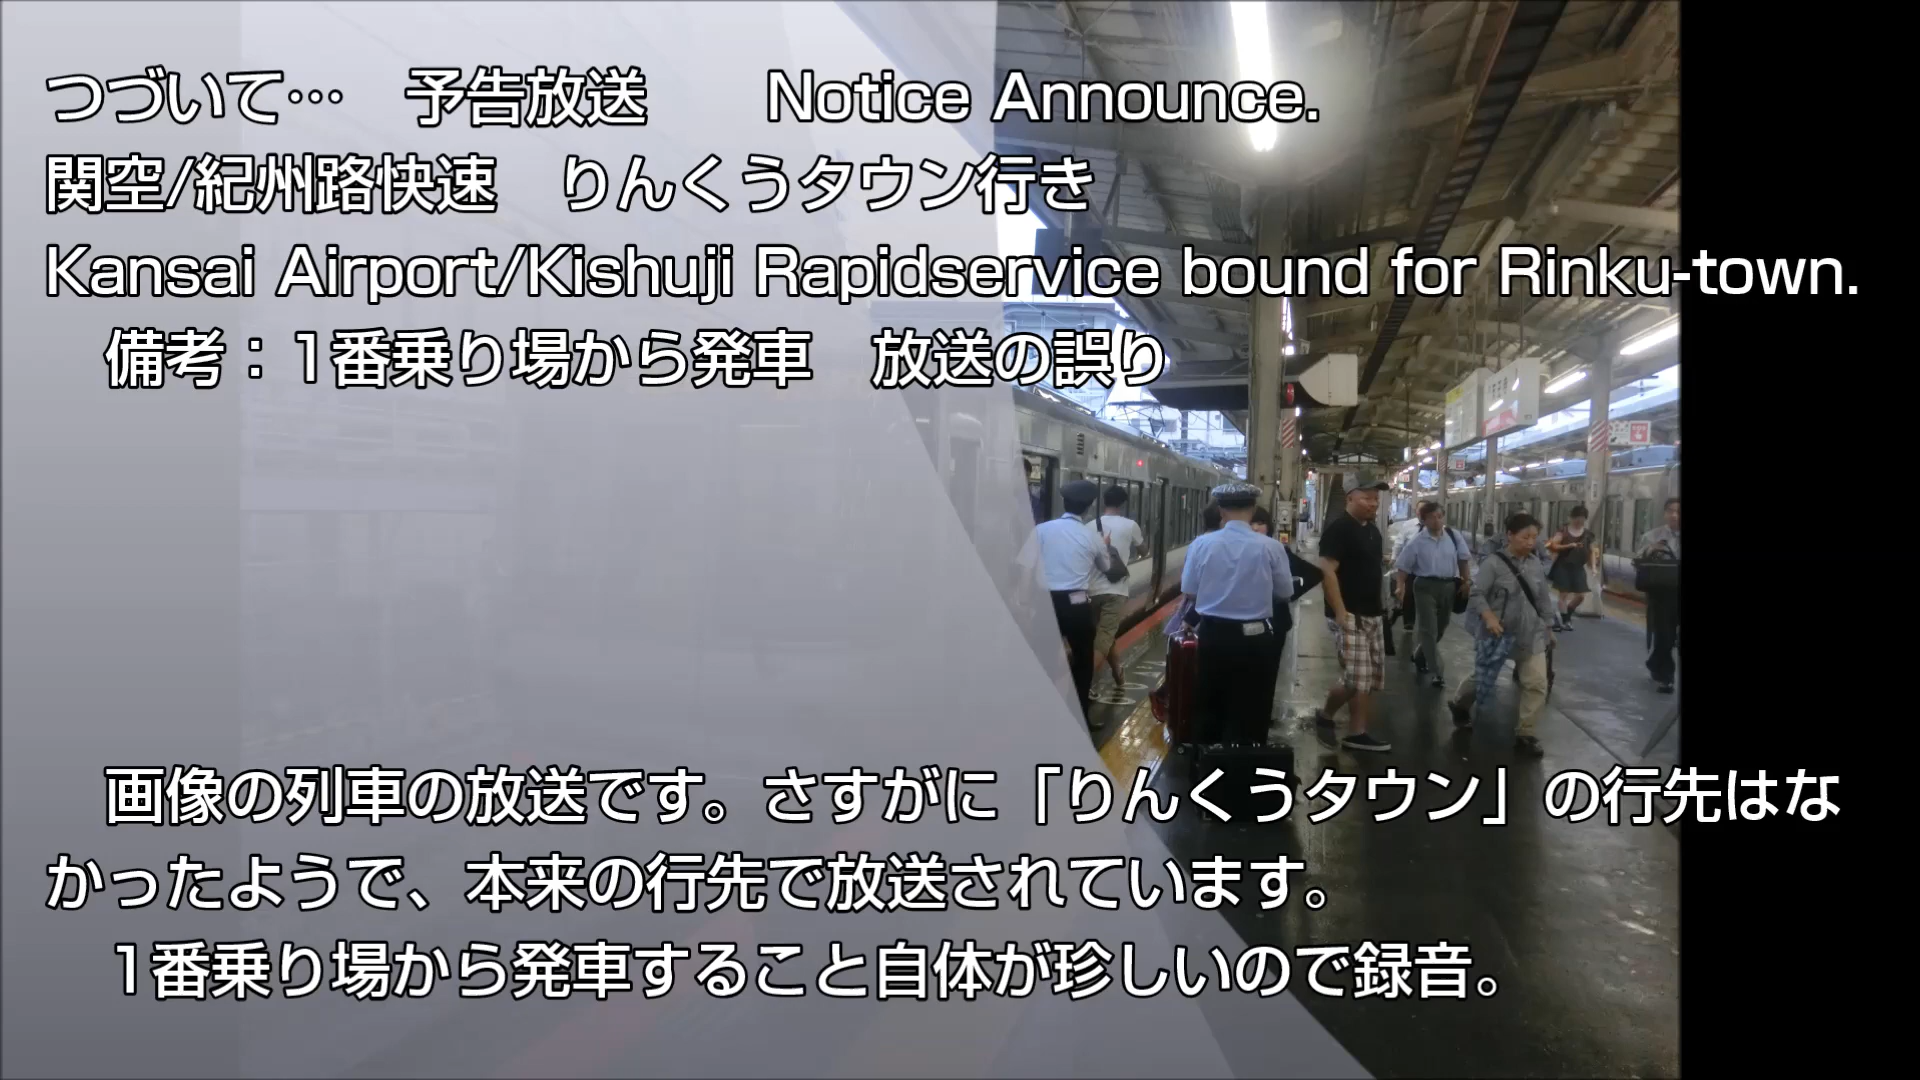 つづいて… 予告放送 Notice Announce.
関空/紀州路快速 りんくうタウン行き
Kansai Airport/Kishuji Rapidservice bound for Rinku-town.
備考：1番乗り場から発車 放送の誤り
画像の列車の放送です。さすがに「りんくうタウン」の行先はな
かったようで、本来の行先で放送されています。
1番乗り場から発車すること自体が珍しいので録音。